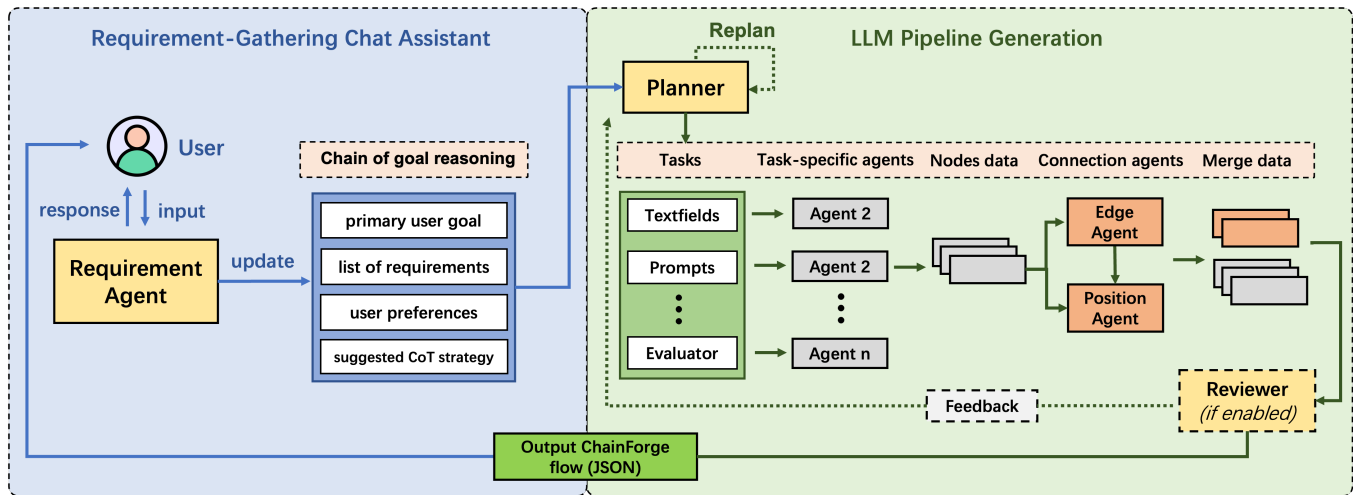 Requirement-Gathering Chat Assistant
User
response
input
Requirement
Agent
update
Chain of goal reasoning
primary user goal
list of requirements
user preferences
suggested CoT strategy
LLM Pipeline Generation
Replan
Planner
Tasks
Task-specific agents
Nodes data
Connection agents
Merge data
Textfields
Agent 2
Prompts
Agent 2
Evaluator
Agent n
Edge
Agent
Position
Agent
Reviewer
(if enabled)
Feedback
Output ChainForge
flow (JSON)